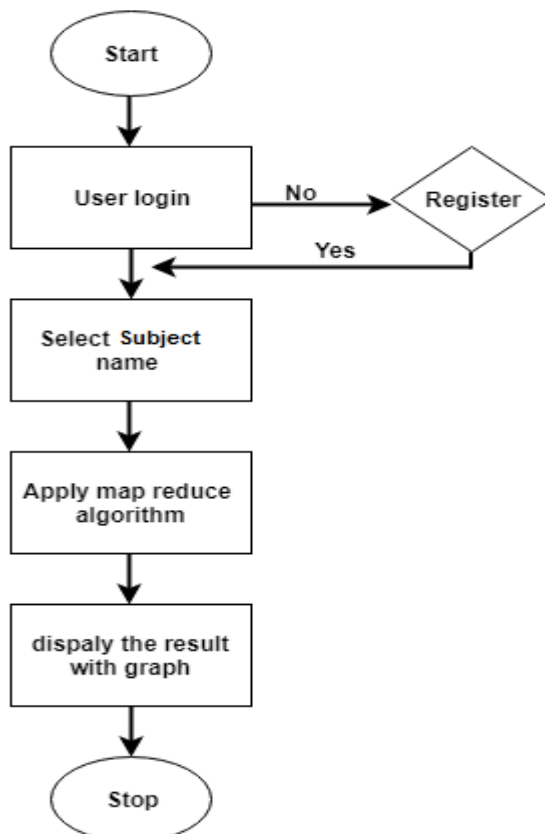 Start
User login
No
Register
Yes
Select Subject
name
Apply map reduce
algorithm
dispaly the result
with graph
Stop